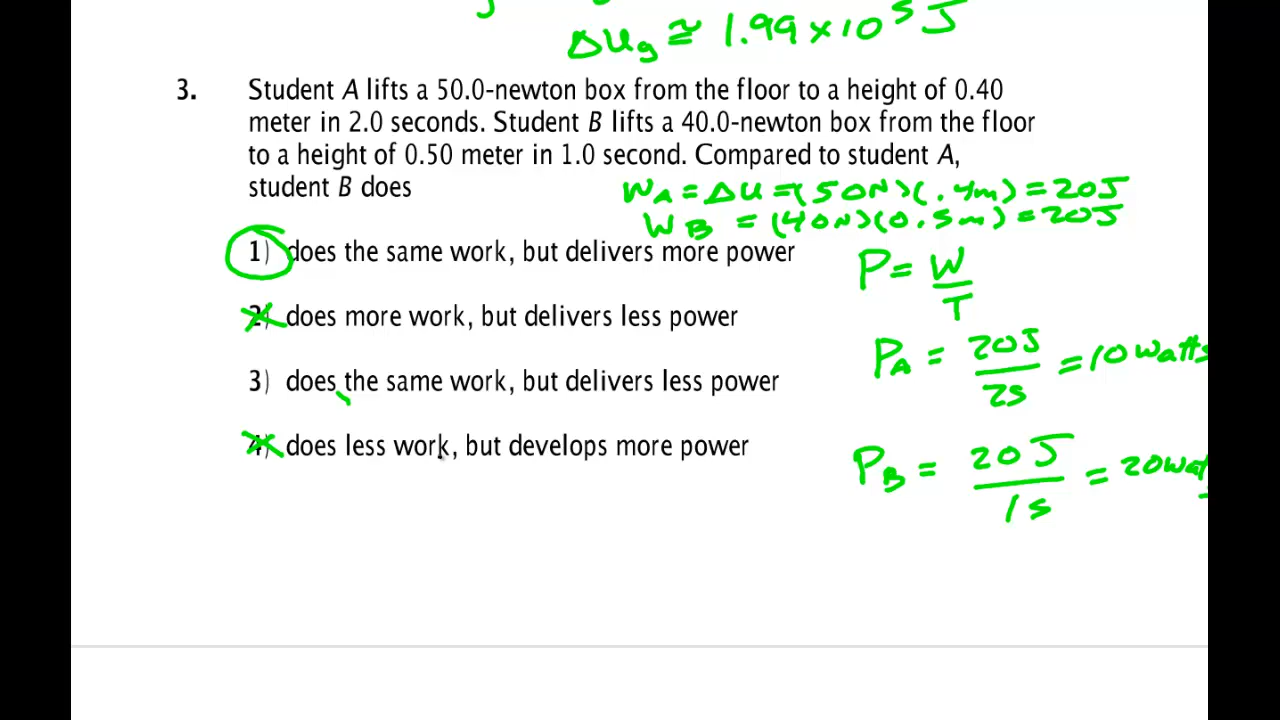 ΔUg ≅ 1.99 × 10⁵ J
3. Student A lifts a 50.0-newton box from the floor to a height of 0.40
meter in 2.0 seconds. Student B lifts a 40.0-newton box from the floor
to a height of 0.50 meter in 1.0 second. Compared to student A,
student B does
WA = ΔU = (50N)(.4m) = 20J
WB = (40N)(0.5m) = 20J
1) does the same work, but delivers more power
P = W/T
2) does more work, but delivers less power
PA = 20J/2s = 10 watts
3) does the same work, but delivers less power
4) does less work, but develops more power
PB = 20J/1s = 20 wat